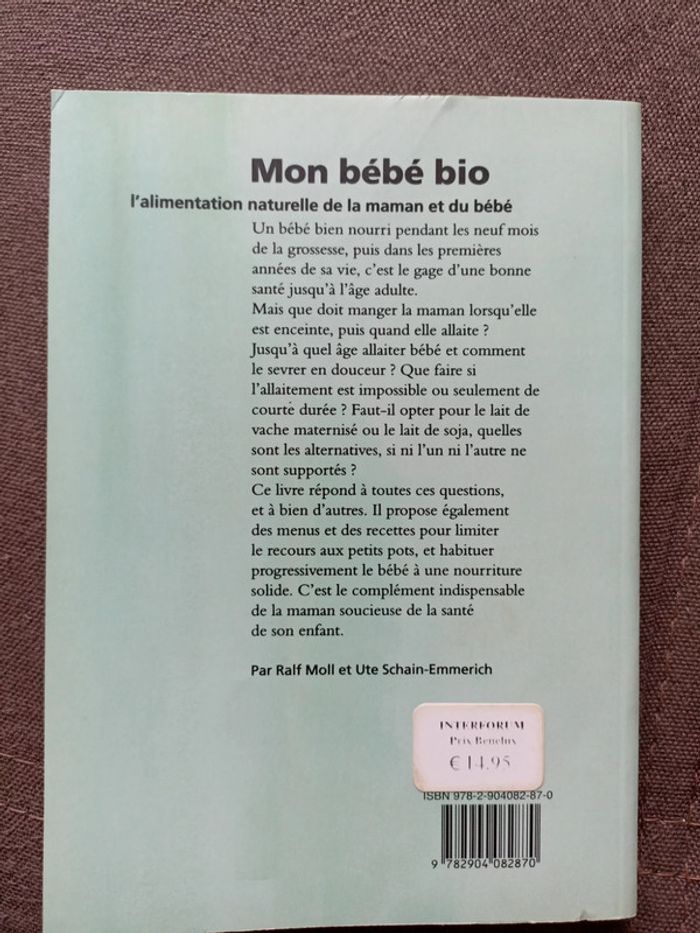 Mon bébé bio
l'alimentation naturelle de la maman et du bébé
Un bébé bien nourri pendant les neuf mois
de la grossesse, puis dans les premières
années de sa vie, c'est le gage d'une bonne
santé jusqu'à l'âge adulte.
Mais que doit manger la maman lorsqu'elle
est enceinte, puis quand elle allaite ?
Jusqu'à quel âge allaiter bébé et comment
le sevrer en douceur ? Que faire si
l'allaitement est impossible ou seulement de
courte durée ? Faut-il opter pour le lait de
vache maternisé ou le lait de soja, quelles
sont les alternatives, si ni l'un ni l'autre ne
sont supportés ?
Ce livre répond à toutes ces questions,
et à bien d'autres. Il propose également
des menus et des recettes pour limiter
le recours aux petits pots, et habituer
progressivement le bébé à une nourriture
solide. C'est le complément indispensable
de la maman soucieuse de la santé
de son enfant.
Par Ralf Moll et Ute Schain-Emmerich
INTERFORUM
Prix Benelux
€ 14.95
ISBN 978-2-904082-87-0
9 782904 082870